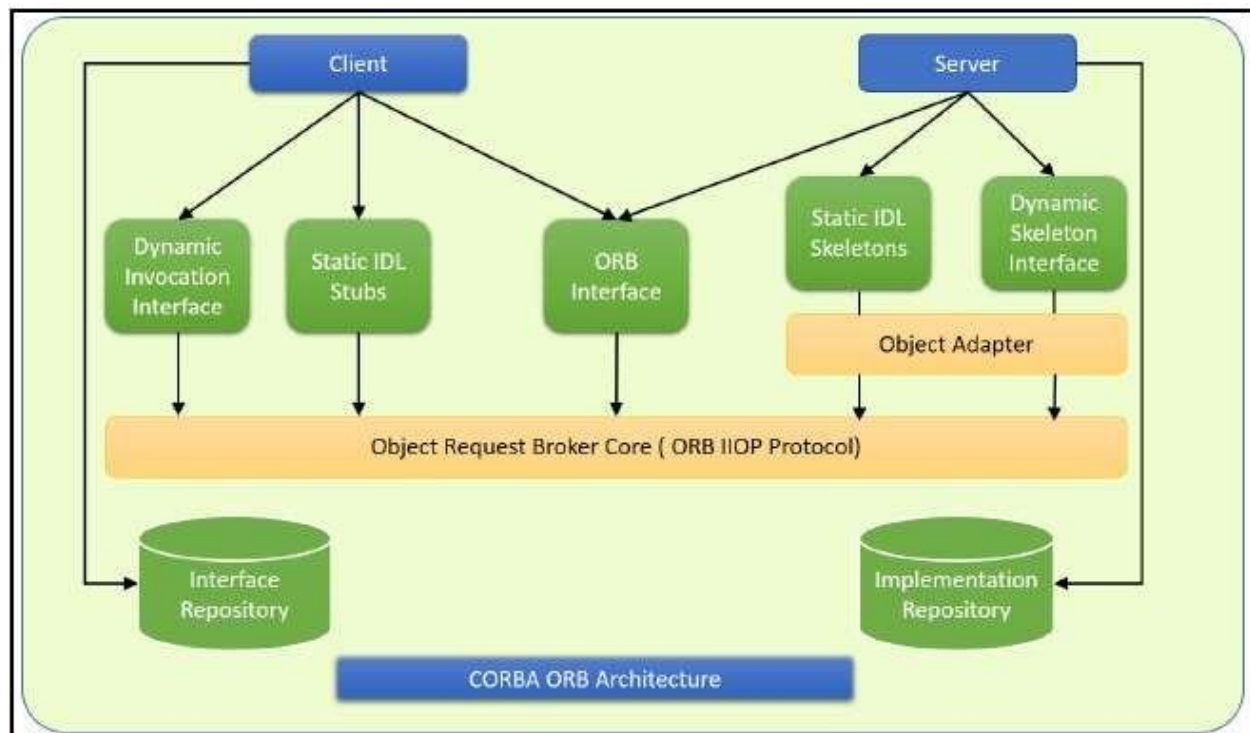 Client
Server
Dynamic
Invocation
Interface
Static IDL
Stubs
ORB
Interface
Static IDL
Skeletons
Dynamic
Skeleton
Interface
Object Adapter
Object Request Broker Core ( ORB IIOP Protocol)
Interface
Repository
Implementation
Repository
CORBA ORB Architecture